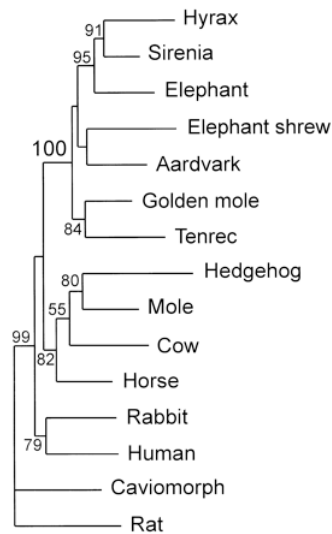 91
Hyrax
95
Sirenia
Elephant
Elephant shrew
100
Aardvark
Golden mole
84
Tenrec
Hedgehog
80
Mole
55
Cow
99
82
Horse
Rabbit
79
Human
Caviomorph
Rat